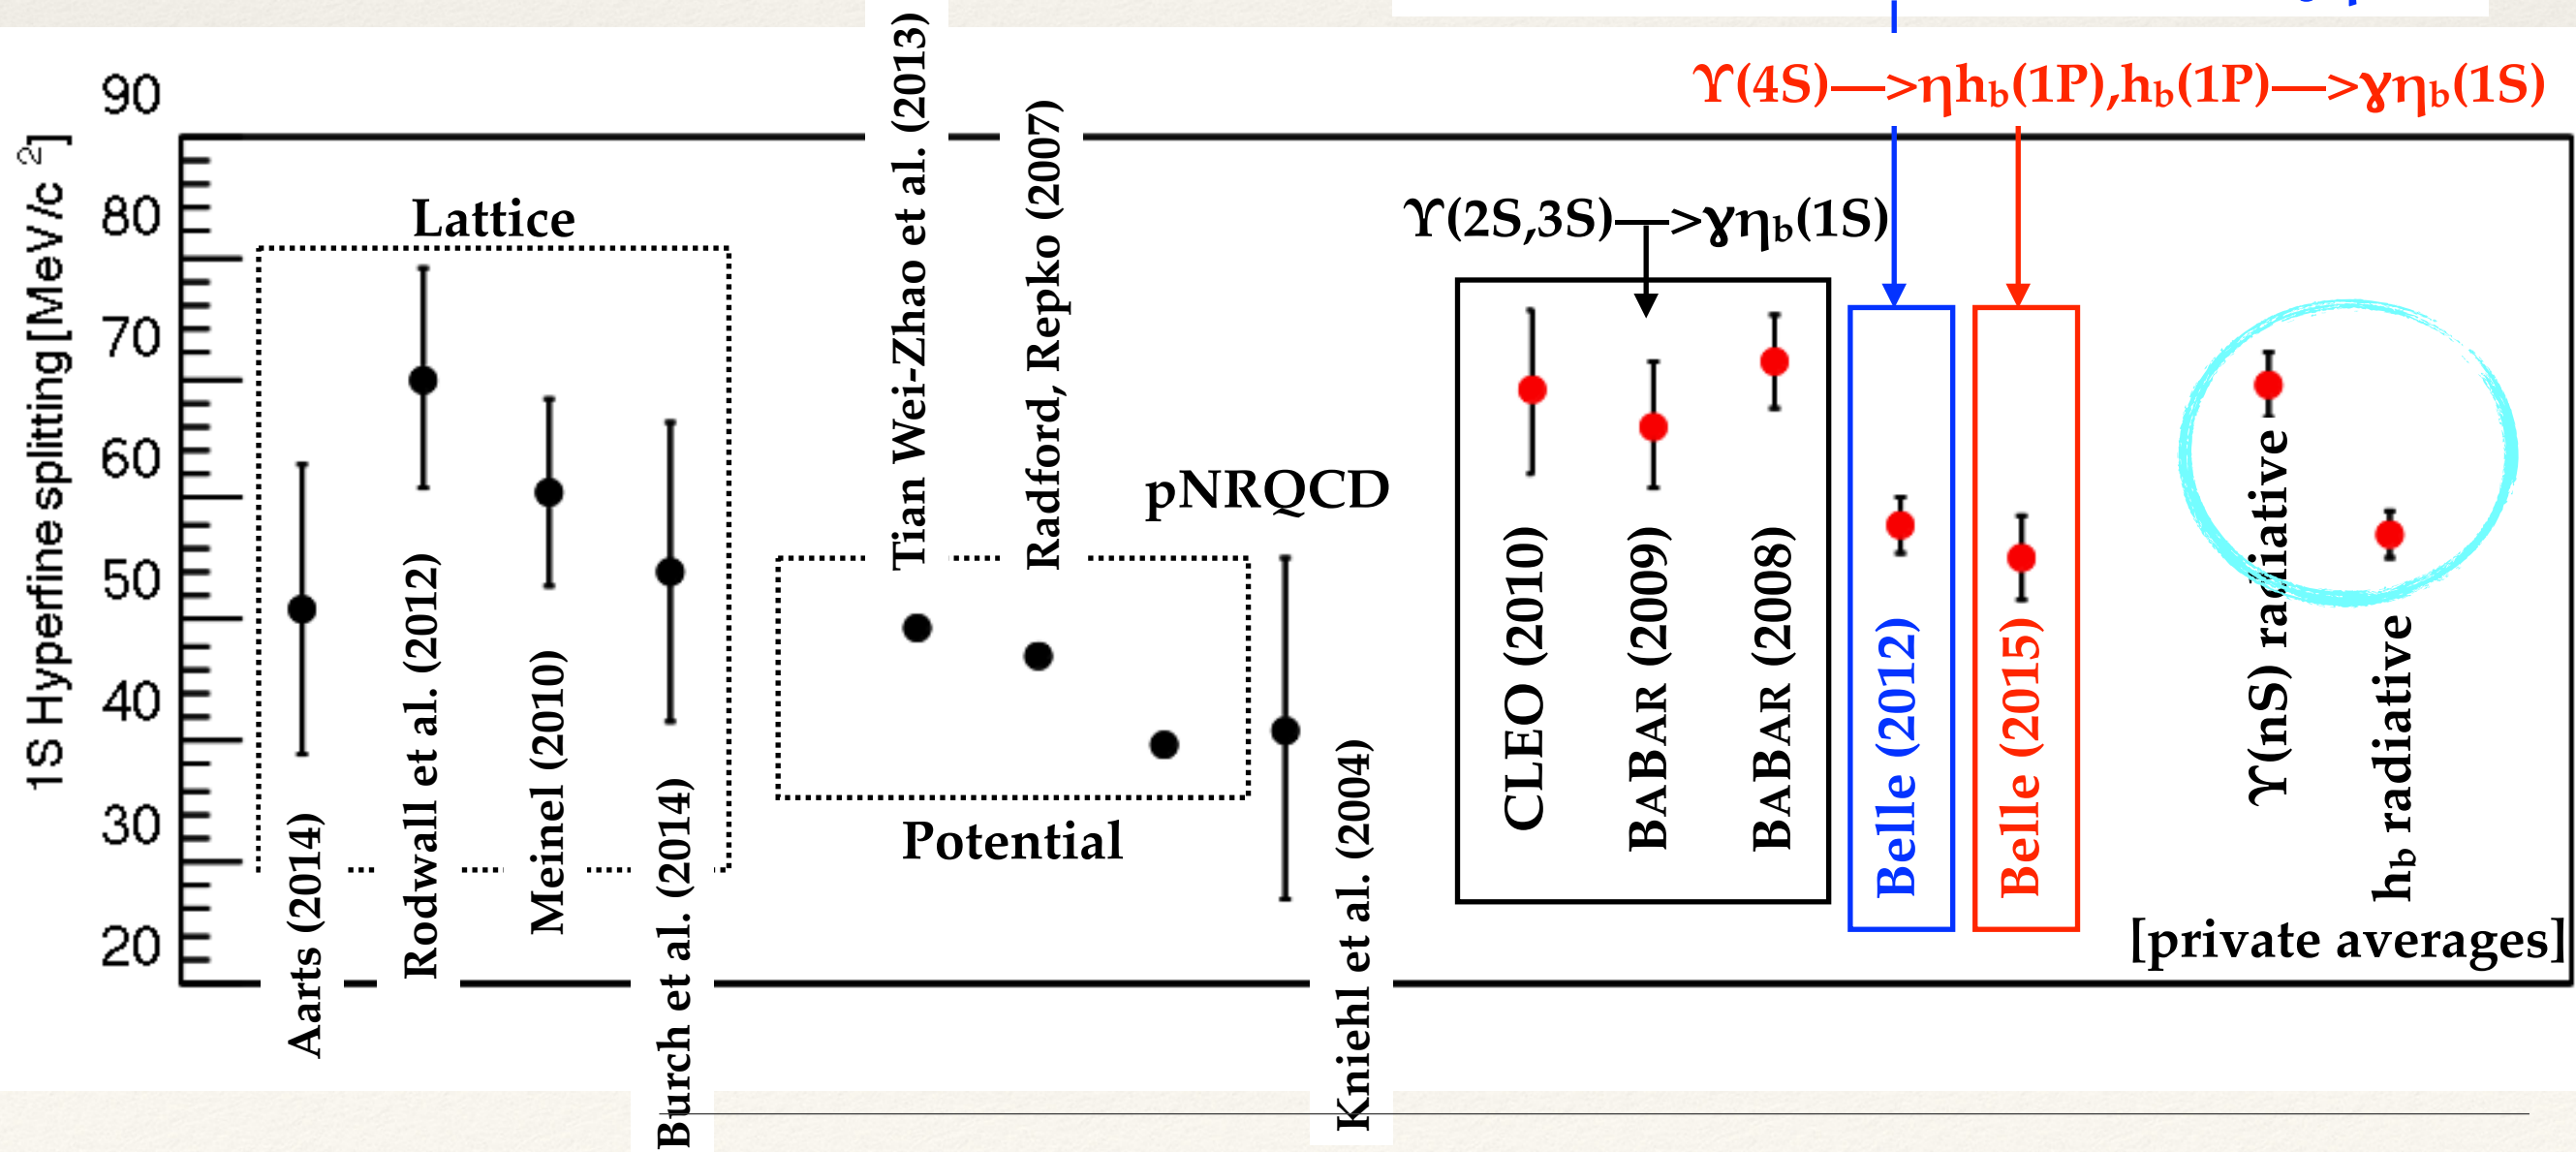 ϒ(4S)—>ηh_b(1P),h_b(1P)—>γη_b(1S)
1S Hyperfine splitting [MeV/c ²]
90
80
70
60
50
40
30
20
Lattice
Aarts (2014)
Rodwall et al. (2012)
Meinel (2010)
Burch et al. (2014)
Tian Wei-Zhao et al. (2013)
Radford, Repko (2007)
Potential
pNRQCD
Kniehl et al. (2004)
ϒ(2S,3S)—>γη_b(1S)
CLEO (2010)
BABAR (2009)
BABAR (2008)
Belle (2012)
Belle (2015)
ϒ(nS) radiative
h_b radiative
[private averages]